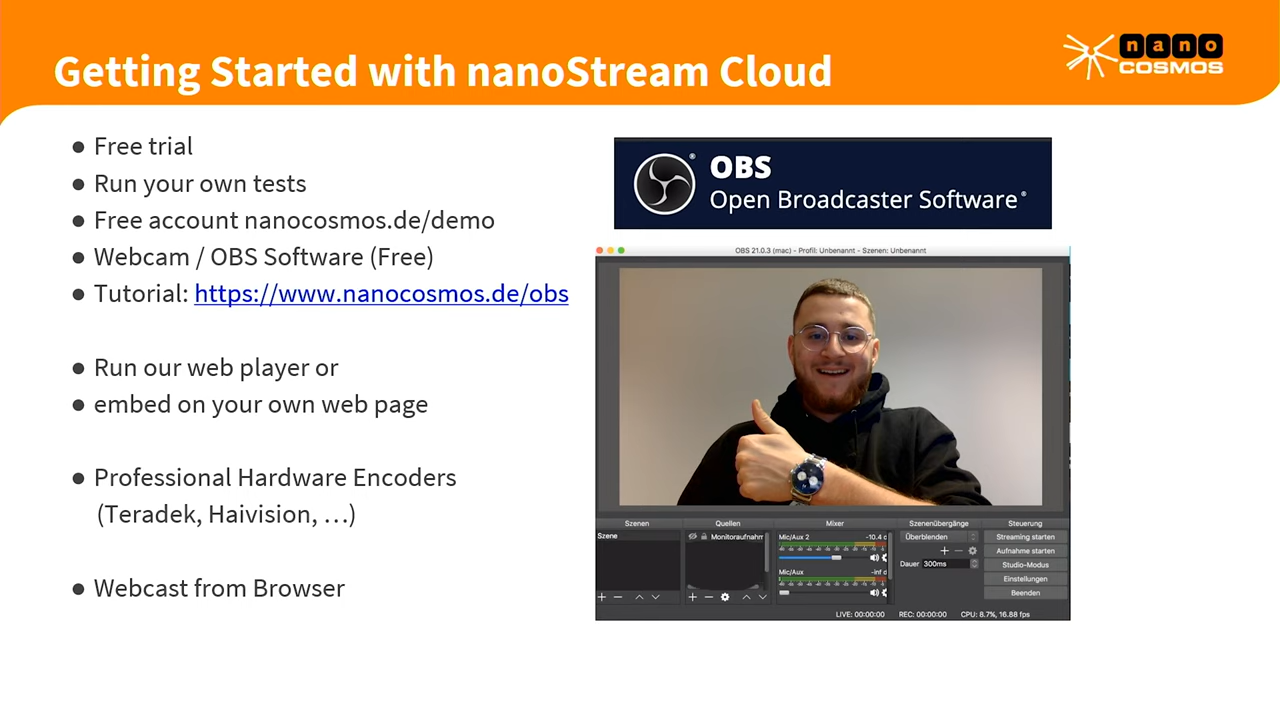 Getting Started with nanoStream Cloud
nano
COSMOS
● Free trial
● Run your own tests
● Free account nanocosmos.de/demo
● Webcam / OBS Software (Free)
● Tutorial: https://www.nanocosmos.de/obs
● Run our web player or
● embed on your own web page
● Professional Hardware Encoders
(Teradek, Haivision, …)
● Webcast from Browser
OBS®
Open Broadcaster Software®
OBS 21.0.3 (mac) - Profil: Unbenannt - Szenen: Unbenannt
Szenen Quellen Mixer Szenenübergänge Steuerung
Szene
Monitoraufnahm
Mic/Aux 2 -10.4 d
Mic/Aux -inf d
Überblenden
Dauer 300ms
Streaming starten
Aufnahme starten
Studio-Modus
Einstellungen
Beenden
LIVE: 00:00:00 REC: 00:00:00 CPU: 8.7%, 16.88 fps